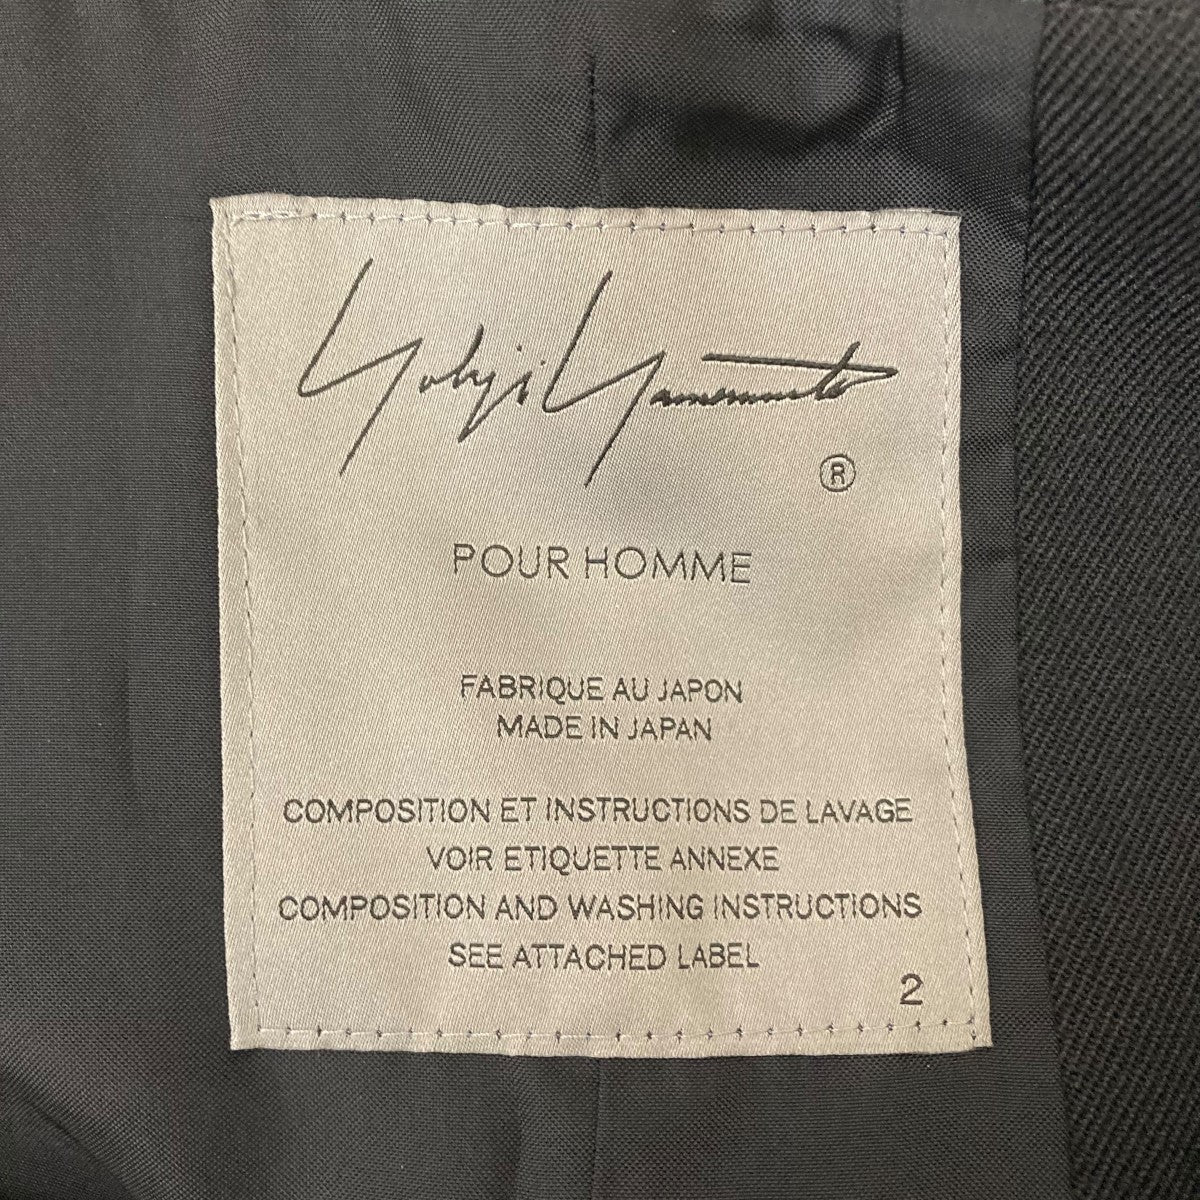 Yohji Yamamoto
®
POUR HOMME
FABRIQUE AU JAPON
MADE IN JAPAN
COMPOSITION ET INSTRUCTIONS DE LAVAGE
VOIR ETIQUETTE ANNEXE
COMPOSITION AND WASHING INSTRUCTIONS
SEE ATTACHED LABEL
2